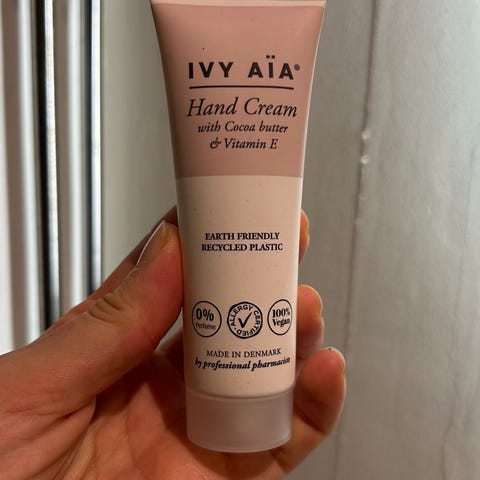 IVY AÏA®
Hand Cream
with Cocoa butter
& Vitamin E
EARTH FRIENDLY
RECYCLED PLASTIC
0%
Perfume
ALLERGY CERTIFIED
100%
Vegan
MADE IN DENMARK
by professional pharmacists